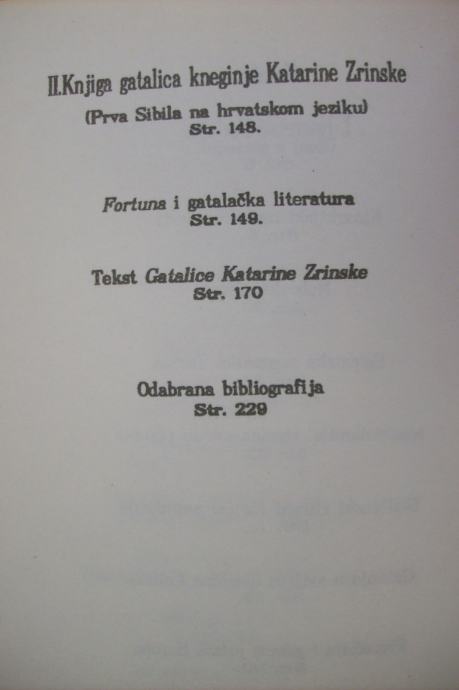 II.Knjiga gatalica kneginje Katarine Zrinske
(Prva Sibila na hrvatskom jeziku)
Str. 148.
Fortuna i gatalačka literatura
Str. 149.
Tekst Gatalice Katarine Zrinske
Str. 170
Odabrana bibliografija
Str. 229